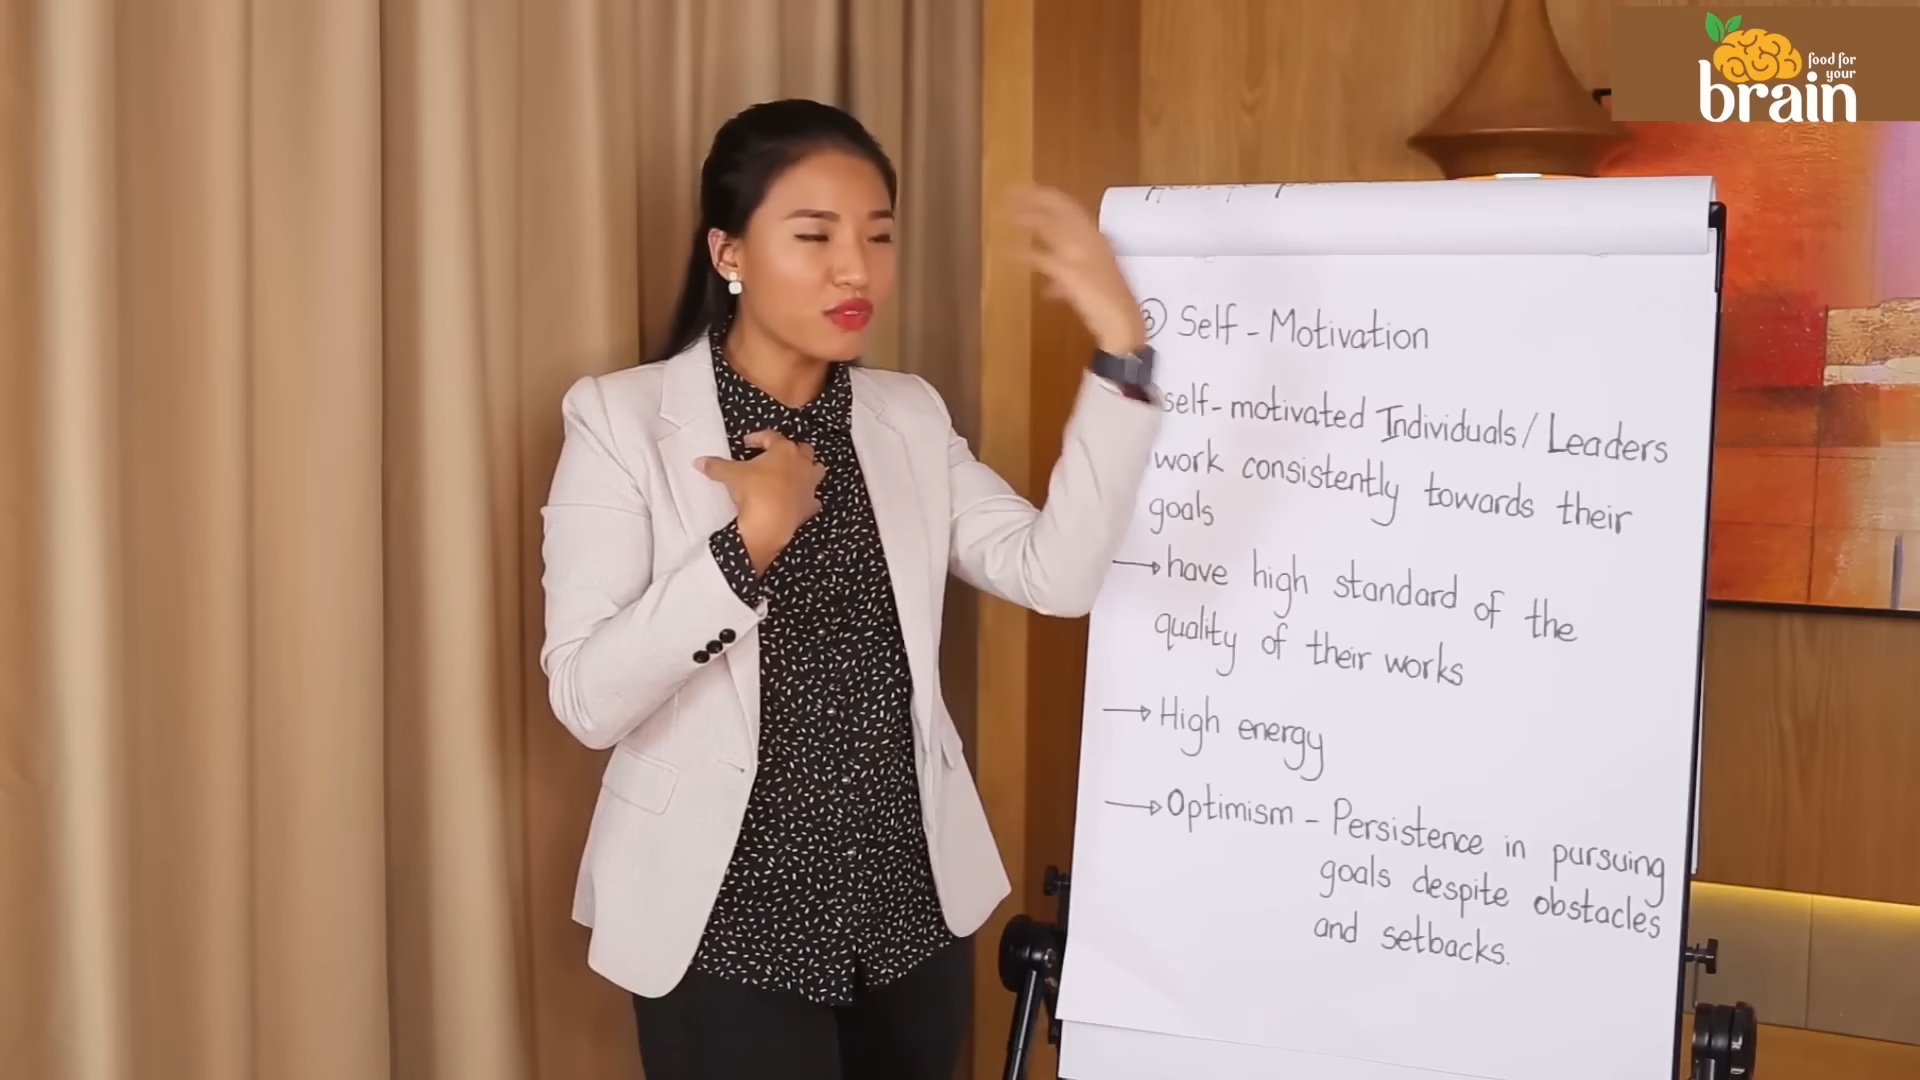 food for
your
brain
③ Self - Motivation
self-motivated Individuals/Leaders
work consistently towards their
goals
→ have high standard of the
quality of their works
→ High energy
→ Optimism - Persistence in pursuing
goals despite obstacles
and setbacks.